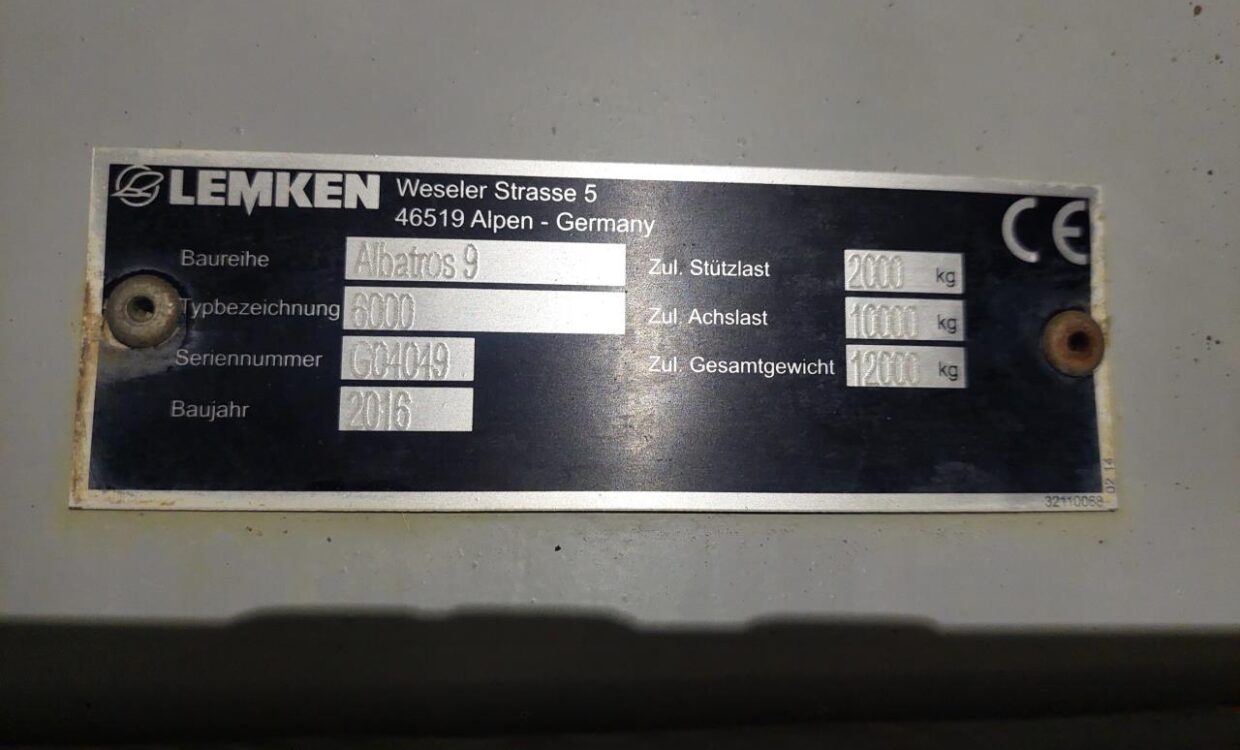 LEMKEN
Weseler Strasse 5
46519 Alpen - Germany
CE
Baureihe Albatros 9
Typbezeichnung 6000
Seriennummer G04049
Baujahr 2016
Zul. Stützlast 2000 kg
Zul. Achslast 10000 kg
Zul. Gesamtgewicht 12000 kg
32110068
02 14